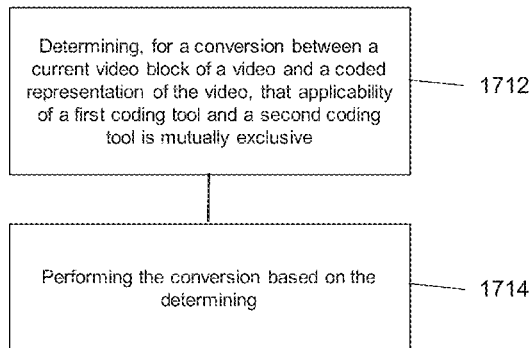 Determining, for a conversion between a
current video block of a video and a coded
representation of the video, that applicability
of a first coding tool and a second coding
tool is mutually exclusive
1712
Performing the conversion based on the
determining
1714